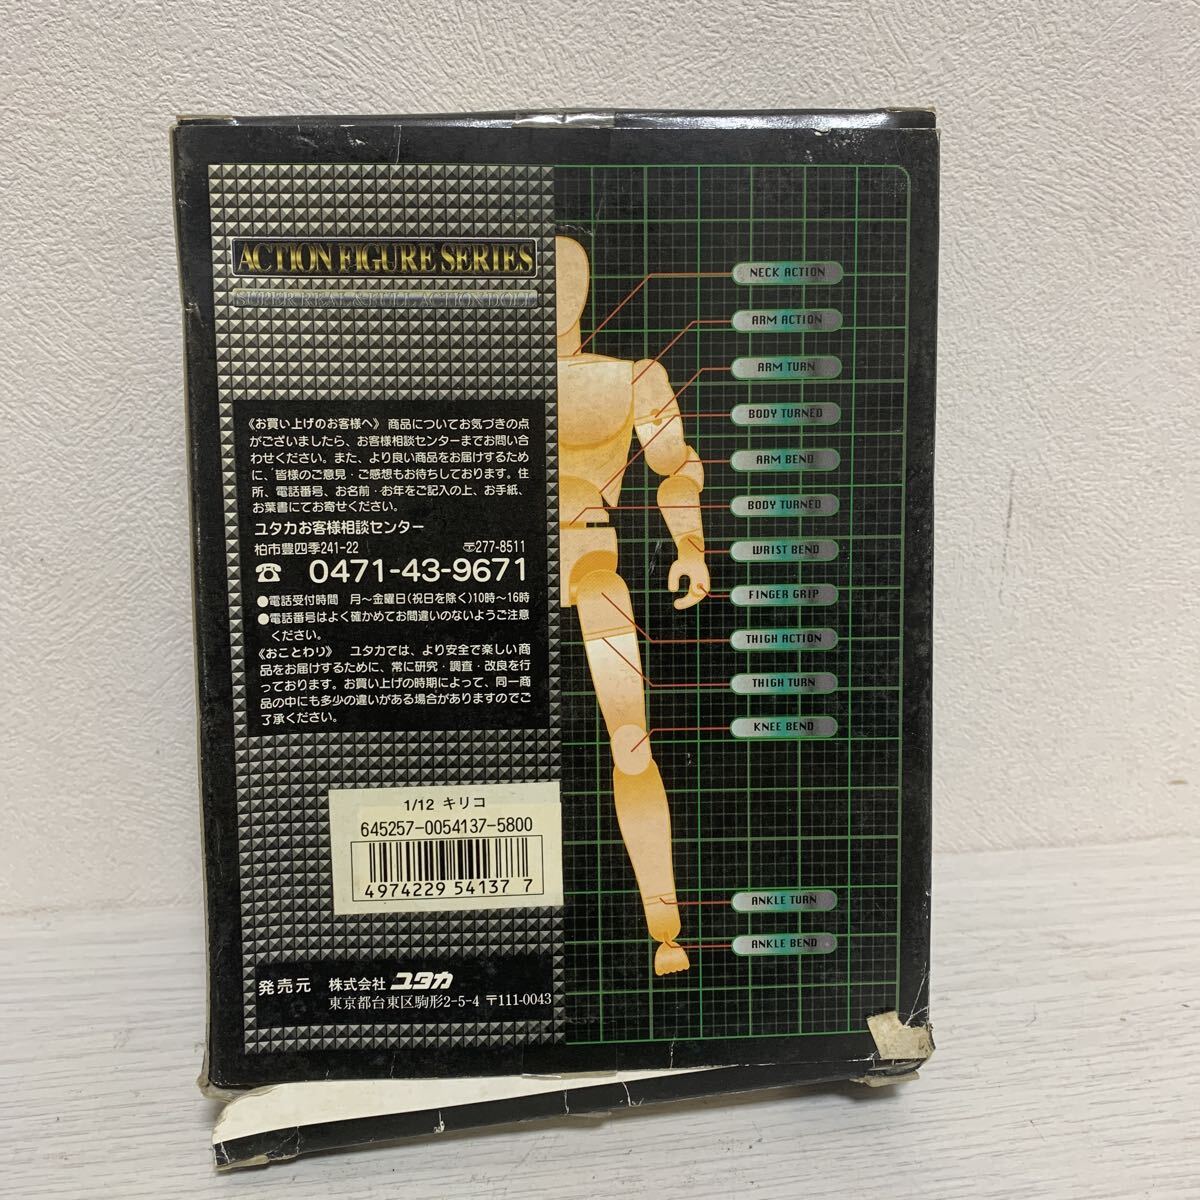 ACTION FIGURE SERIES
SUPER REAL & FULL ACTION DOLL
《お買い上げのお客様へ》 商品についてお気づきの点
がございましたら、お客様相談センターまでお問い合
わせください。また、より良い商品をお届けするため
に、皆様のご意見・ご感想もお待ちしております。住
所、電話番号、お名前・お年をご記入の上、お手紙、
お葉書にてお寄せください。
ユタカお客様相談センター
柏市豊四季241-22 〒277-8511
☎ 0471-43-9671
●電話受付時間 月〜金曜日(祝日を除く)10時〜16時
●電話番号はよく確かめてお間違いのないようご注意
ください。
《おことわり》 ユタカでは、より安全で楽しい商
品をお届けするために、常に研究・調査・改良を行
っております。お買い上げの時期によって、同一商
品の中にも多少の違いがある場合がありますのでご
了承ください。
1/12 キリコ
645257-0054137-5800
4974229 54137 7
発売元 株式会社 ユタカ
東京都台東区駒形2-5-4 〒111-0043
NECK ACTION
ARM ACTION
ARM TURN
BODY TURNED
ARM BEND
BODY TURNED
WRIST BEND
FINGER GRIP
THIGH ACTION
THIGH TURN
KNEE BEND
ANKLE TURN
ANKLE BEND